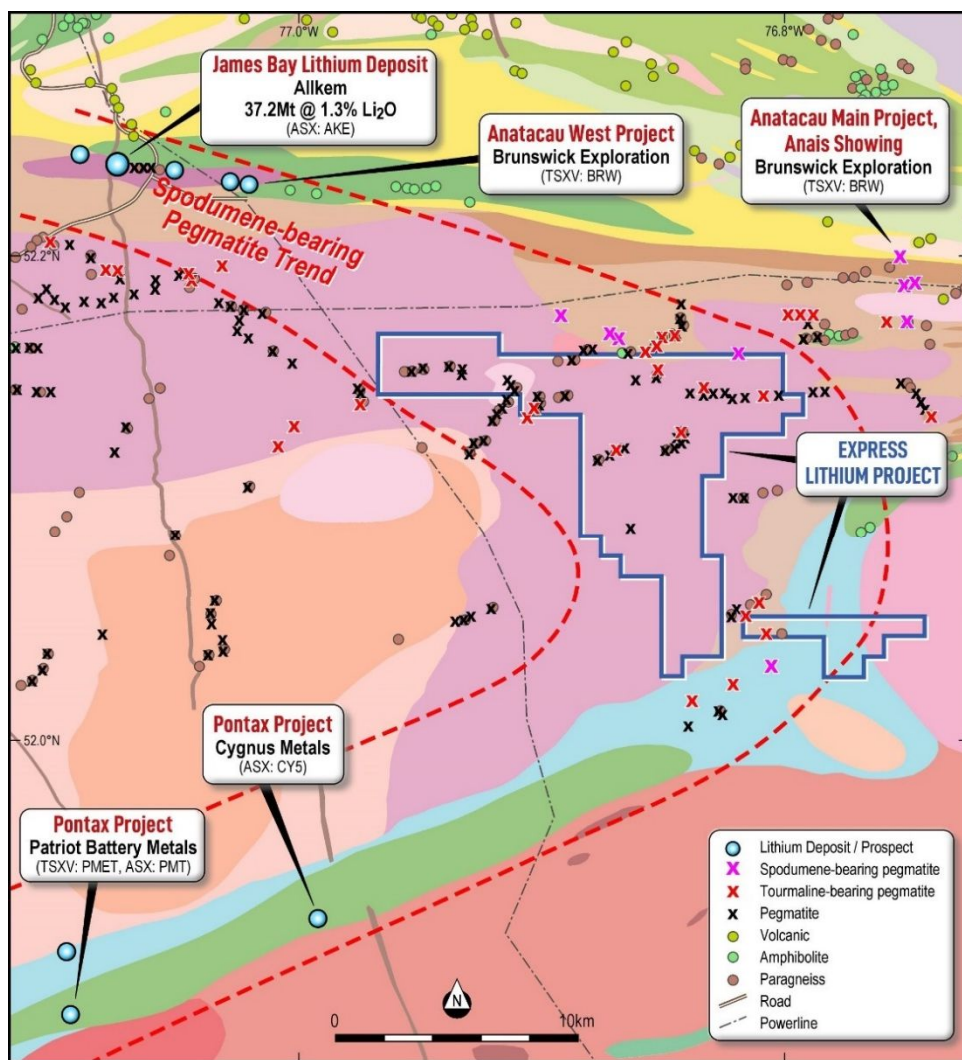 77.0°W
76.8°W
James Bay Lithium Deposit
Allkem
37.2Mt @ 1.3% Li₂O
(ASX: AKE)
Anatacau West Project
Brunswick Exploration
(TSXV: BRW)
Anatacau Main Project,
Anais Showing
Brunswick Exploration
(TSXV: BRW)
Spodumene-bearing
Pegmatite Trend
52.2°N
EXPRESS
LITHIUM PROJECT
52.0°N
Pontax Project
Cygnus Metals
(ASX: CY5)
Pontax Project
Patriot Battery Metals
(TSXV: PMET, ASX: PMT)
Lithium Deposit / Prospect
Spodumene-bearing pegmatite
Tourmaline-bearing pegmatite
Pegmatite
Volcanic
Amphibolite
Paragneiss
Road
Powerline
N
0 10km